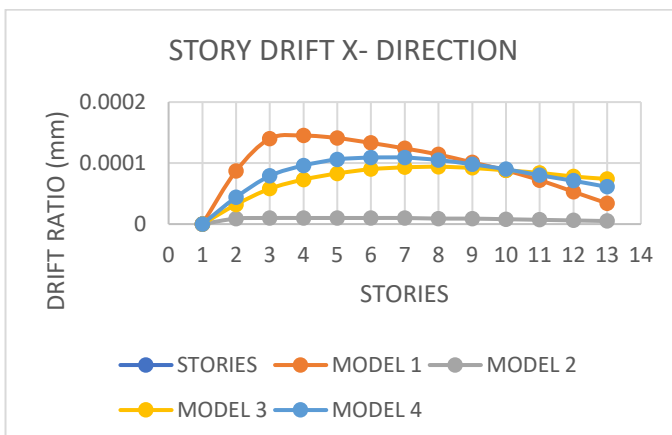 STORY DRIFT X- DIRECTION
0.0002
0.0001
0
DRIFT RATIO (mm)
0 1 2 3 4 5 6 7 8 9 10 11 12 13 14
STORIES
STORIES MODEL 1 MODEL 2
MODEL 3 MODEL 4